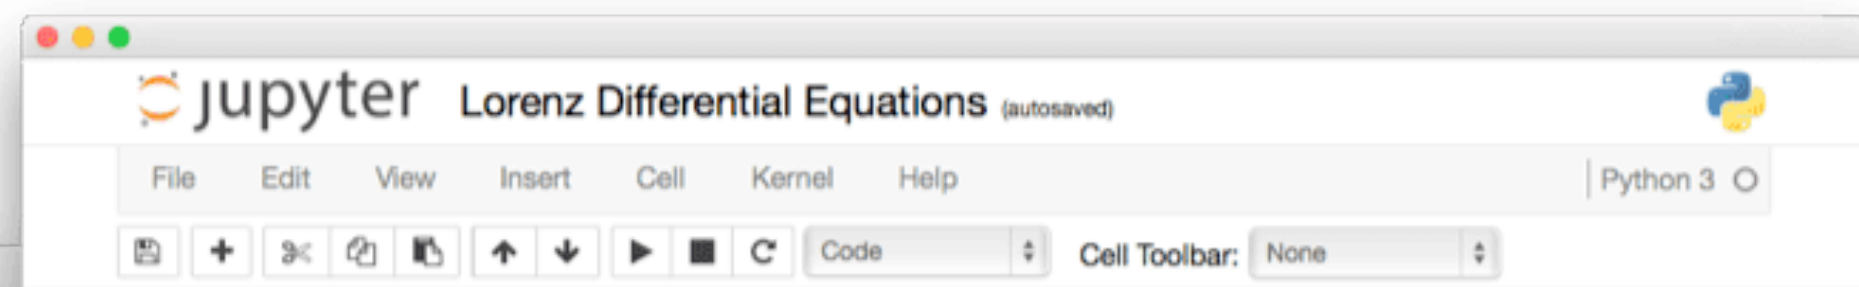 jupyter Lorenz Differential Equations (autosaved)
File Edit View Insert Cell Kernel Help Python 3
Code Cell Toolbar: None